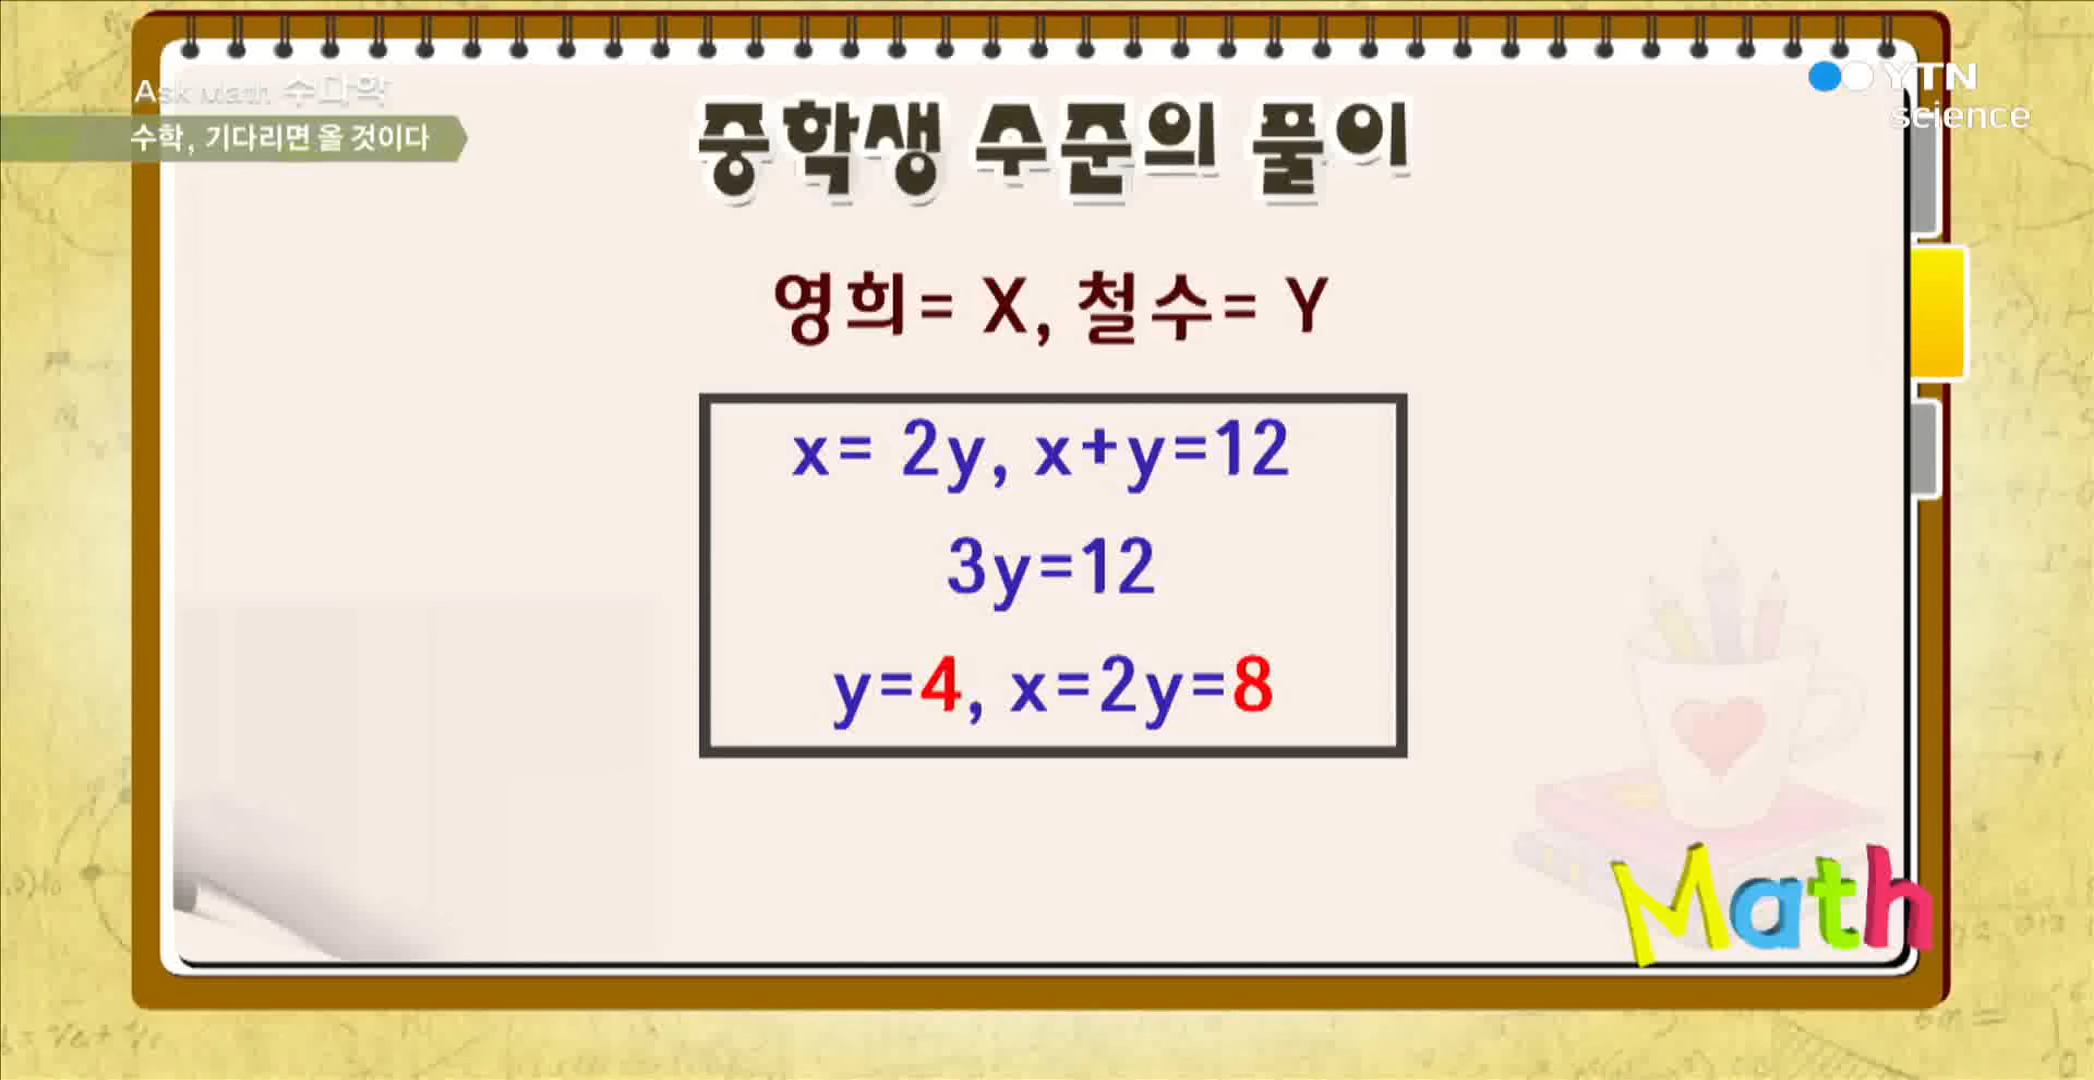 Ask Math 수다학
수학, 기다리면 올 것이다
YTN
science
중학생 수준의 풀이
영희= X, 철수= Y
x= 2y, x+y=12
3y=12
y=4, x=2y=8
Math